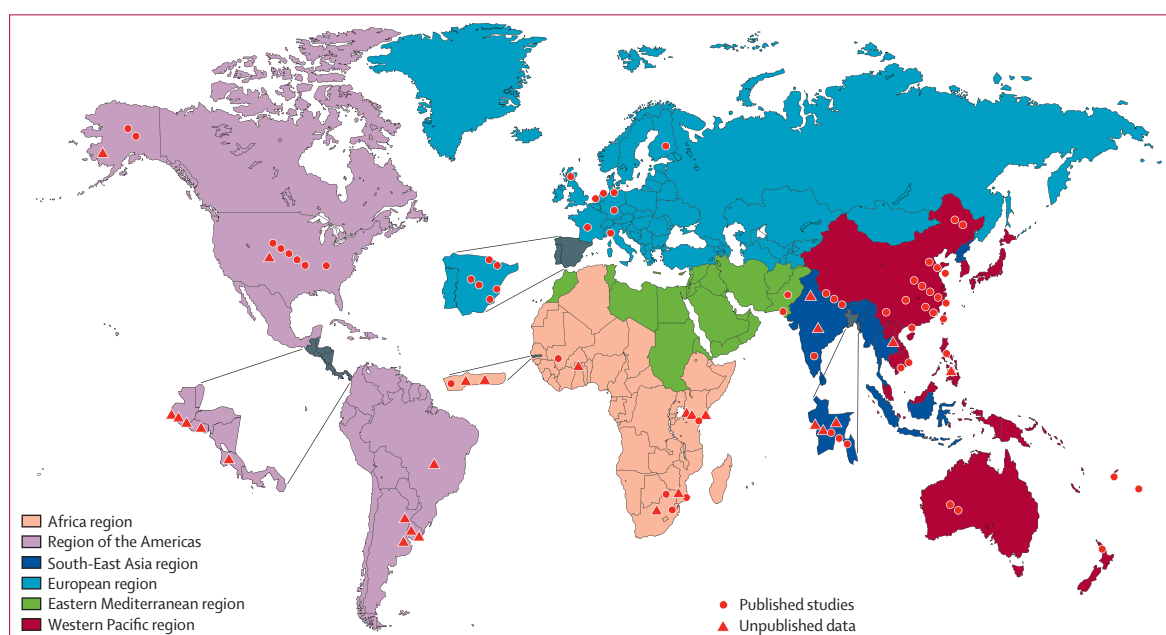 Africa region
Region of the Americas
South-East Asia region
European region
Eastern Mediterranean region
Western Pacific region
Published studies
Unpublished data